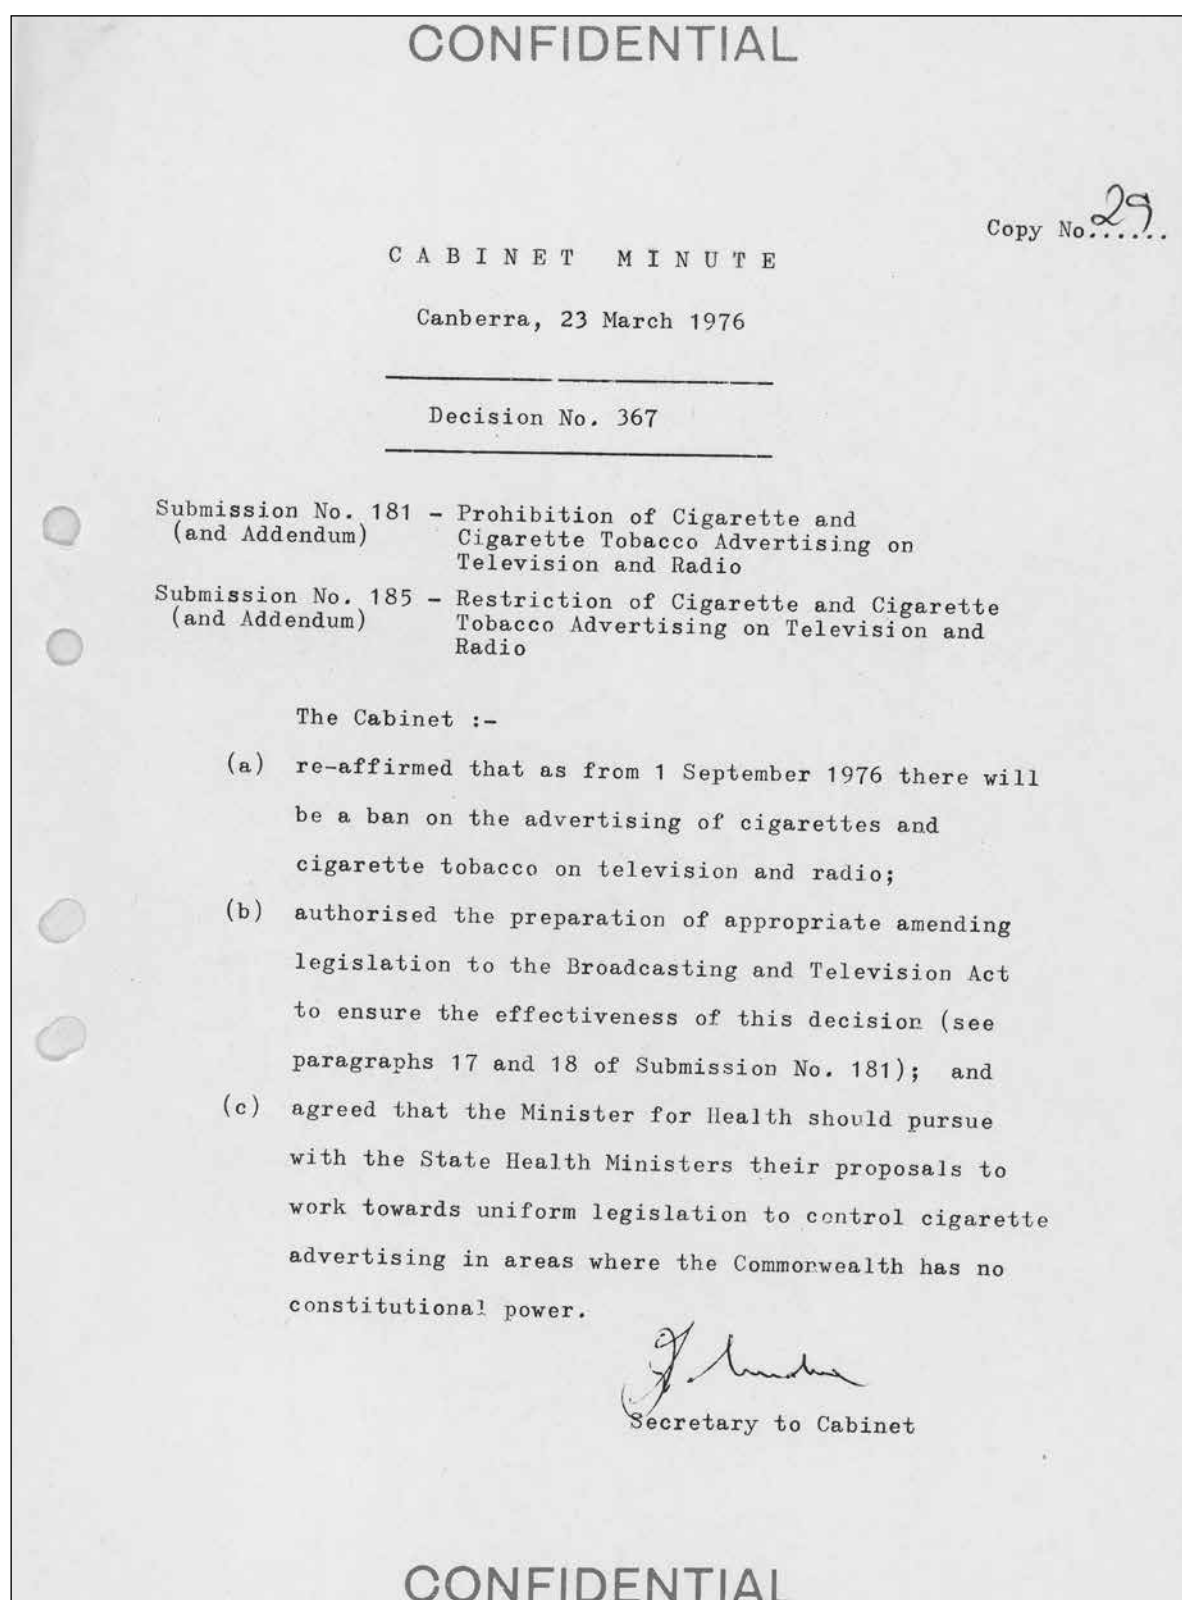 CONFIDENTIAL
Copy No...... 29
CABINET MINUTE
Canberra, 23 March 1976
Decision No. 367
Submission No. 181 – Prohibition of Cigarette and
(and Addendum) Cigarette Tobacco Advertising on
Television and Radio
Submission No. 185 – Restriction of Cigarette and Cigarette
(and Addendum) Tobacco Advertising on Television and
Radio
The Cabinet :-
(a) re-affirmed that as from 1 September 1976 there will
be a ban on the advertising of cigarettes and
cigarette tobacco on television and radio;
(b) authorised the preparation of appropriate amending
legislation to the Broadcasting and Television Act
to ensure the effectiveness of this decision (see
paragraphs 17 and 18 of Submission No. 181); and
(c) agreed that the Minister for Health should pursue
with the State Health Ministers their proposals to
work towards uniform legislation to control cigarette
advertising in areas where the Commonwealth has no
constitutional power.
Secretary to Cabinet
CONFIDENTIAL